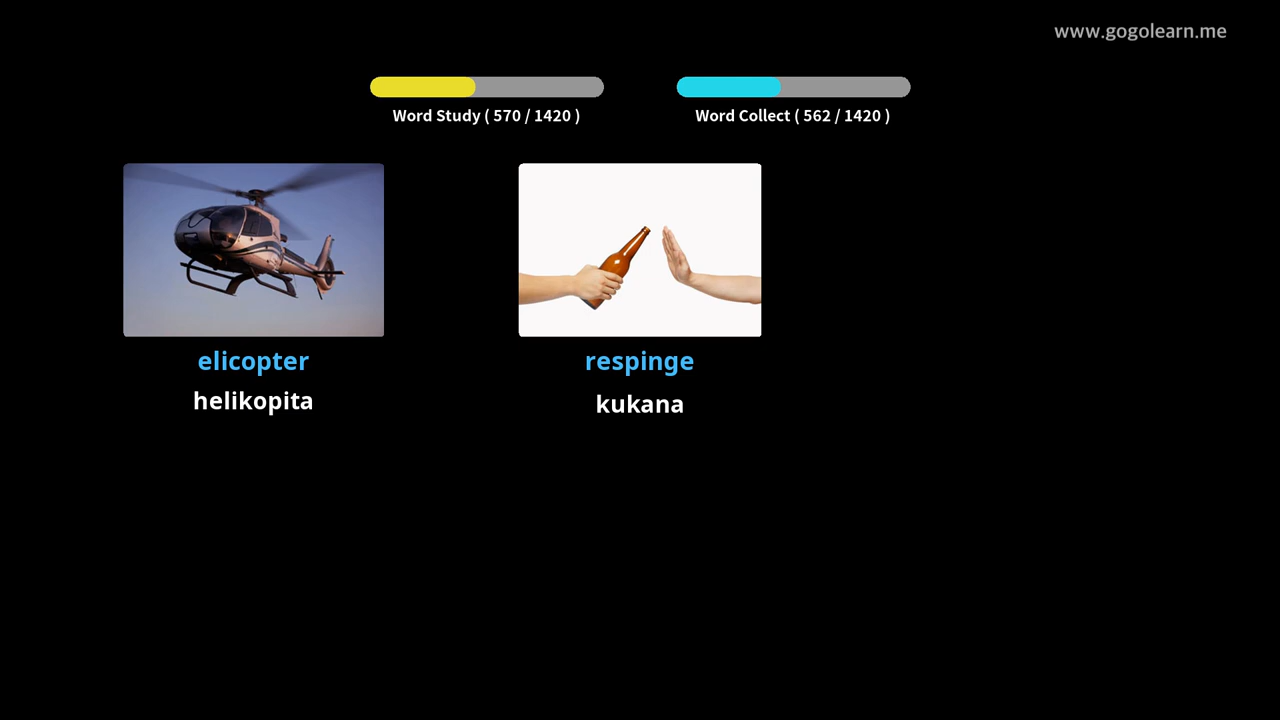 www.gogolearn.me
Word Study ( 570 / 1420 )
Word Collect ( 562 / 1420 )
elicopter
helikopita
respinge
kukana